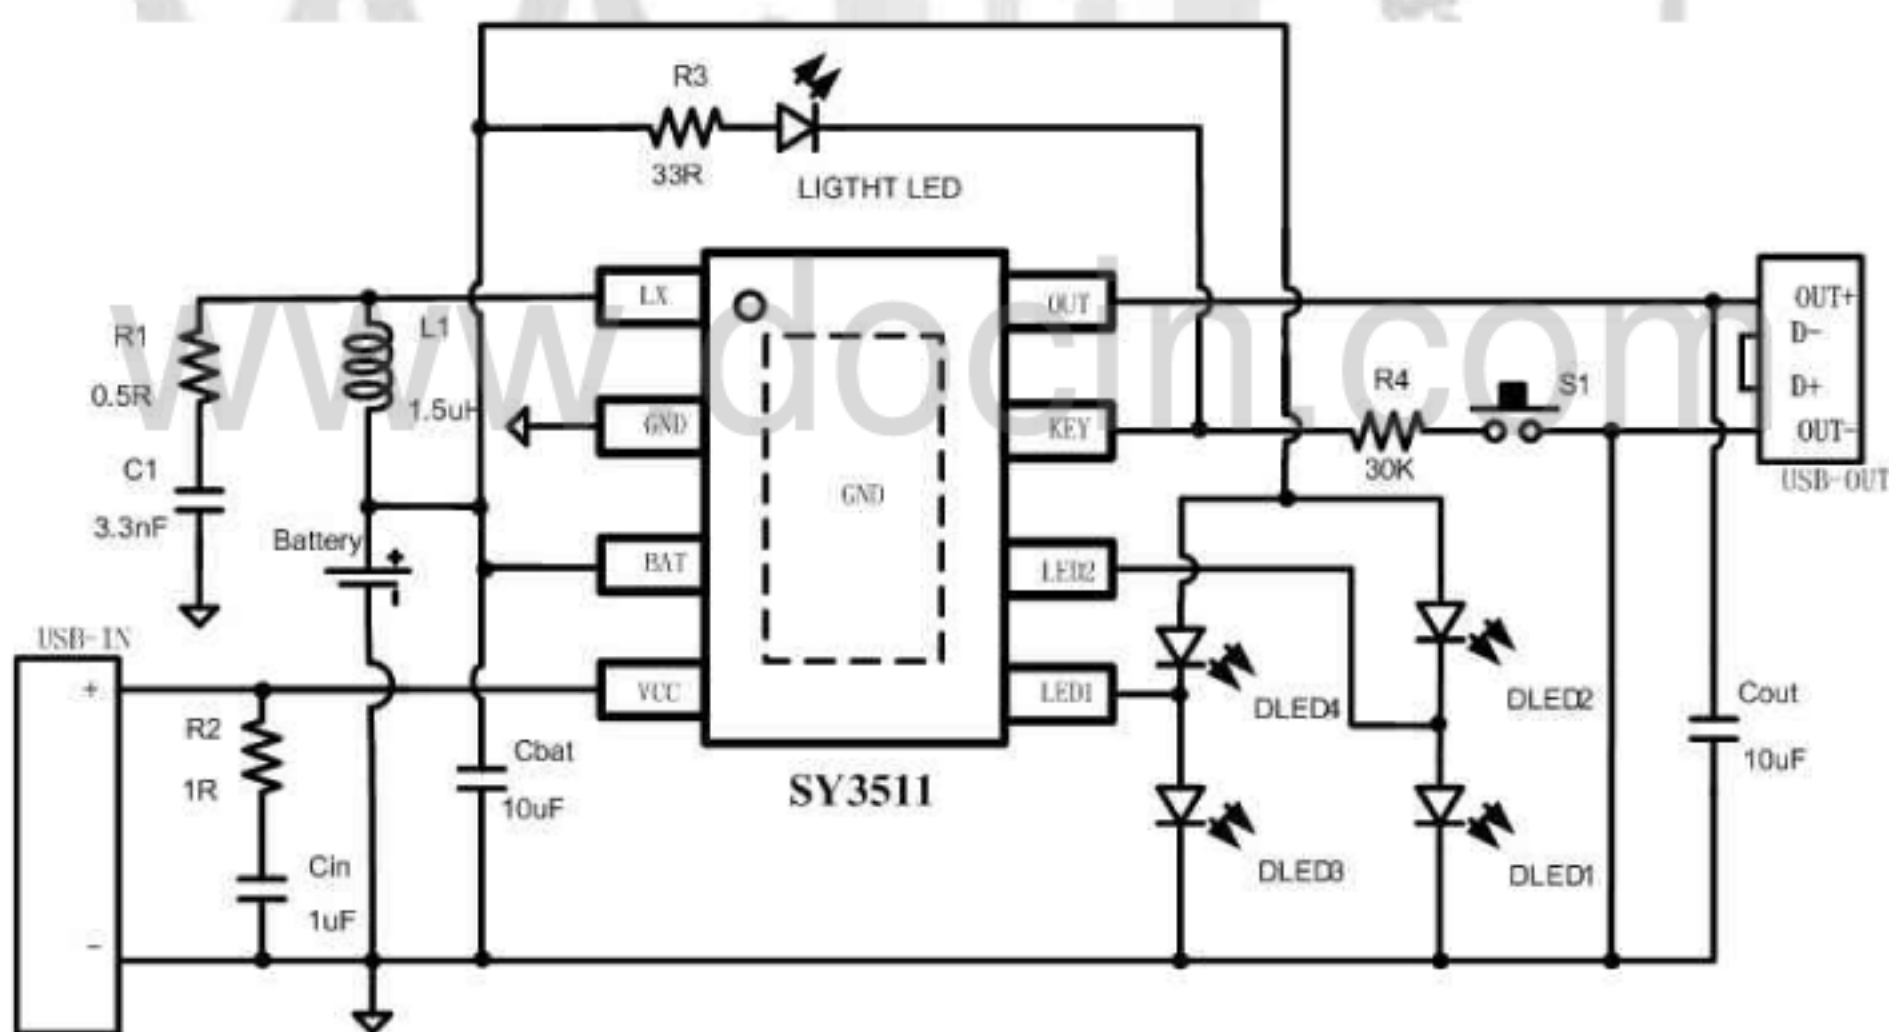 R3
33R
LIGTHT LED
LX
OUT
OUT+
D-
D+
OUT-
USB-OUT
R1
0.5R
L1
1.5uH
GND
KEY
R4
30K
S1
GND
C1
3.3nF
Battery
+
-
BAT
LED2
USB-IN
+
VCC
LED1
DLED4
DLED2
R2
1R
Cbat
10uF
SY3511
Cout
10uF
Cin
1uF
DLED3
DLED1
-
www.docin.com